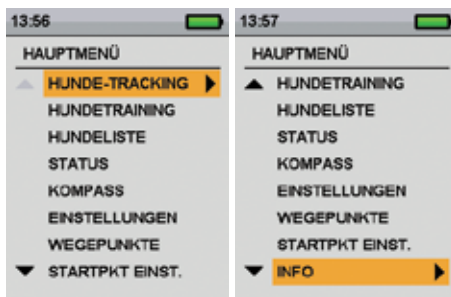 13:56
HAUPTMENÜ
HUNDE-TRACKING
HUNDETRAINING
HUNDELISTE
STATUS
KOMPASS
EINSTELLUNGEN
WEGEPUNKTE
STARTPKT EINST.
13:57
HAUPTMENÜ
HUNDETRAINING
HUNDELISTE
STATUS
KOMPASS
EINSTELLUNGEN
WEGEPUNKTE
STARTPKT EINST.
INFO